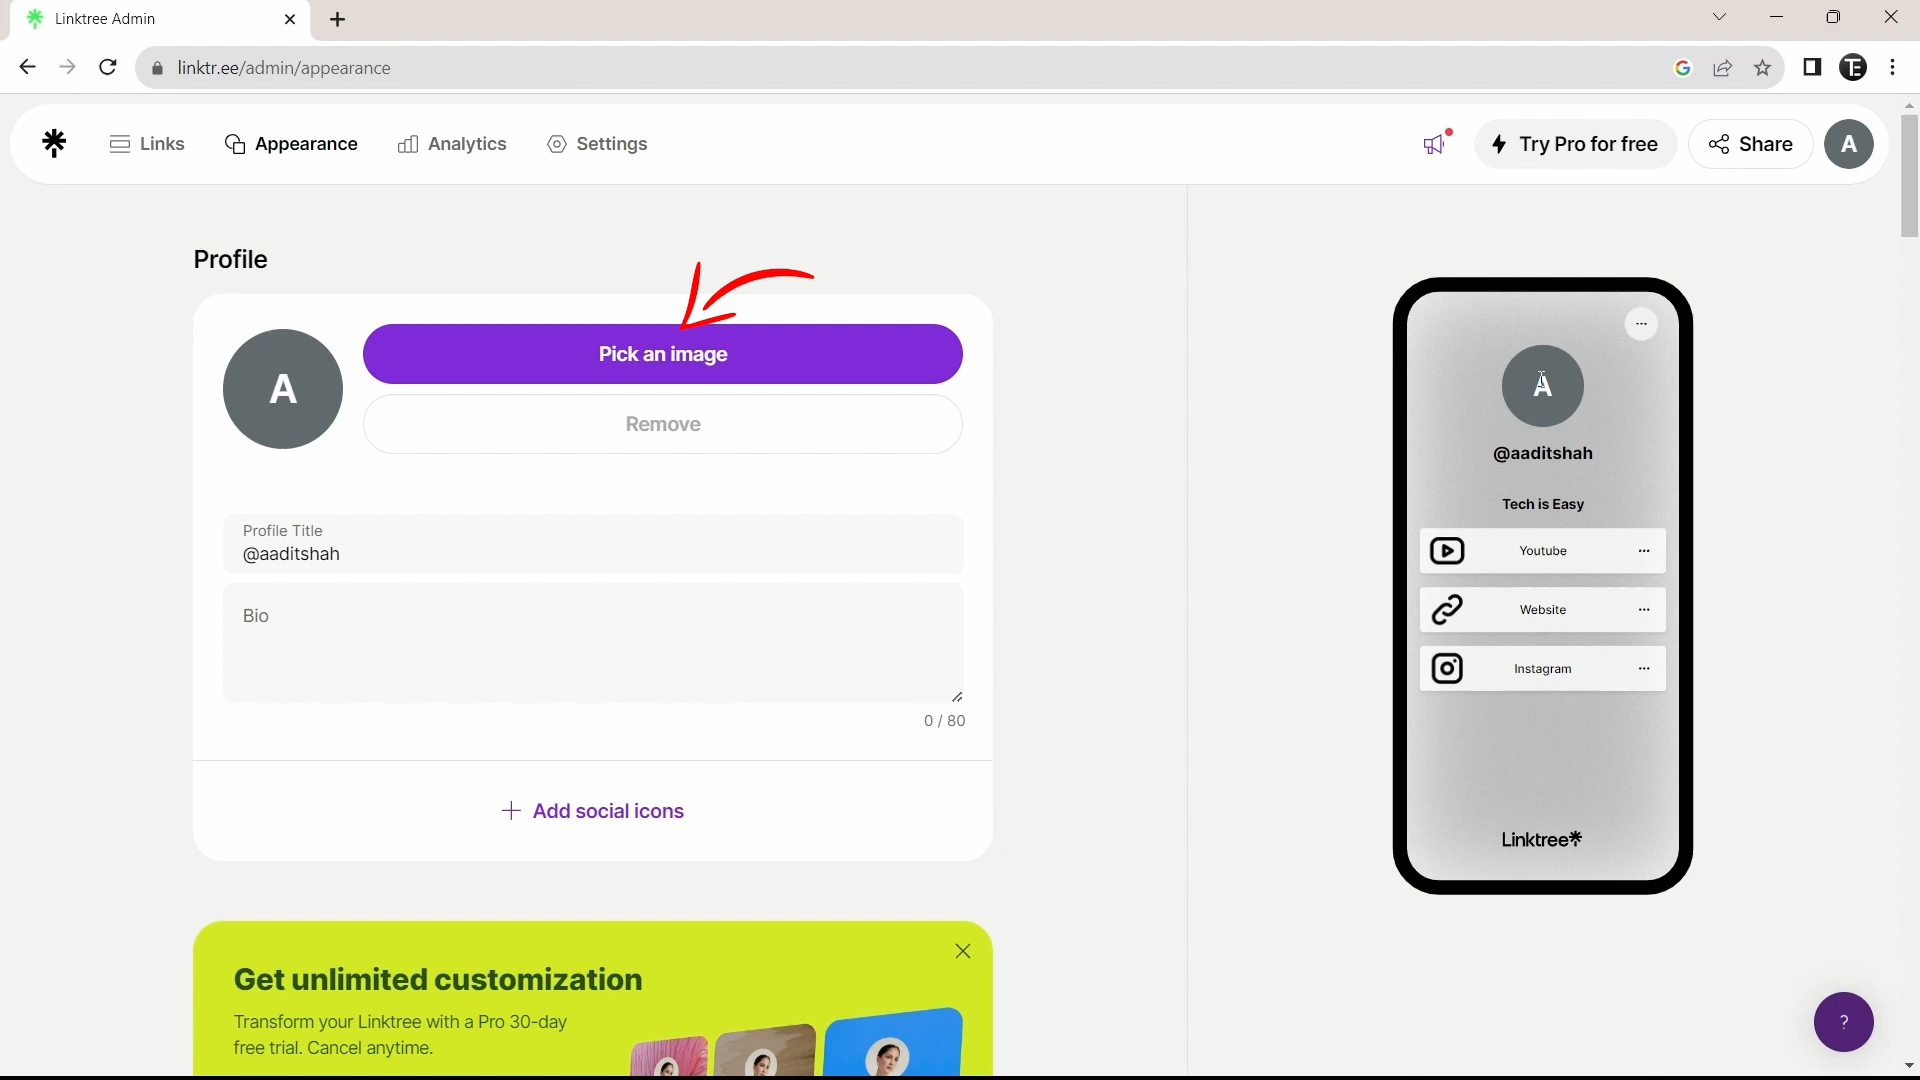 Linktree Admin
linktr.ee/admin/appearance
Links
Appearance
Analytics
Settings
Try Pro for free
Share
A
Profile
A
Pick an image
Remove
Profile Title
@aaditshah
Bio
0 / 80
Add social icons
Get unlimited customization
Transform your Linktree with a Pro 30-day
free trial. Cancel anytime.
A
@aaditshah
Tech is Easy
Youtube
Website
Instagram
Linktree
?